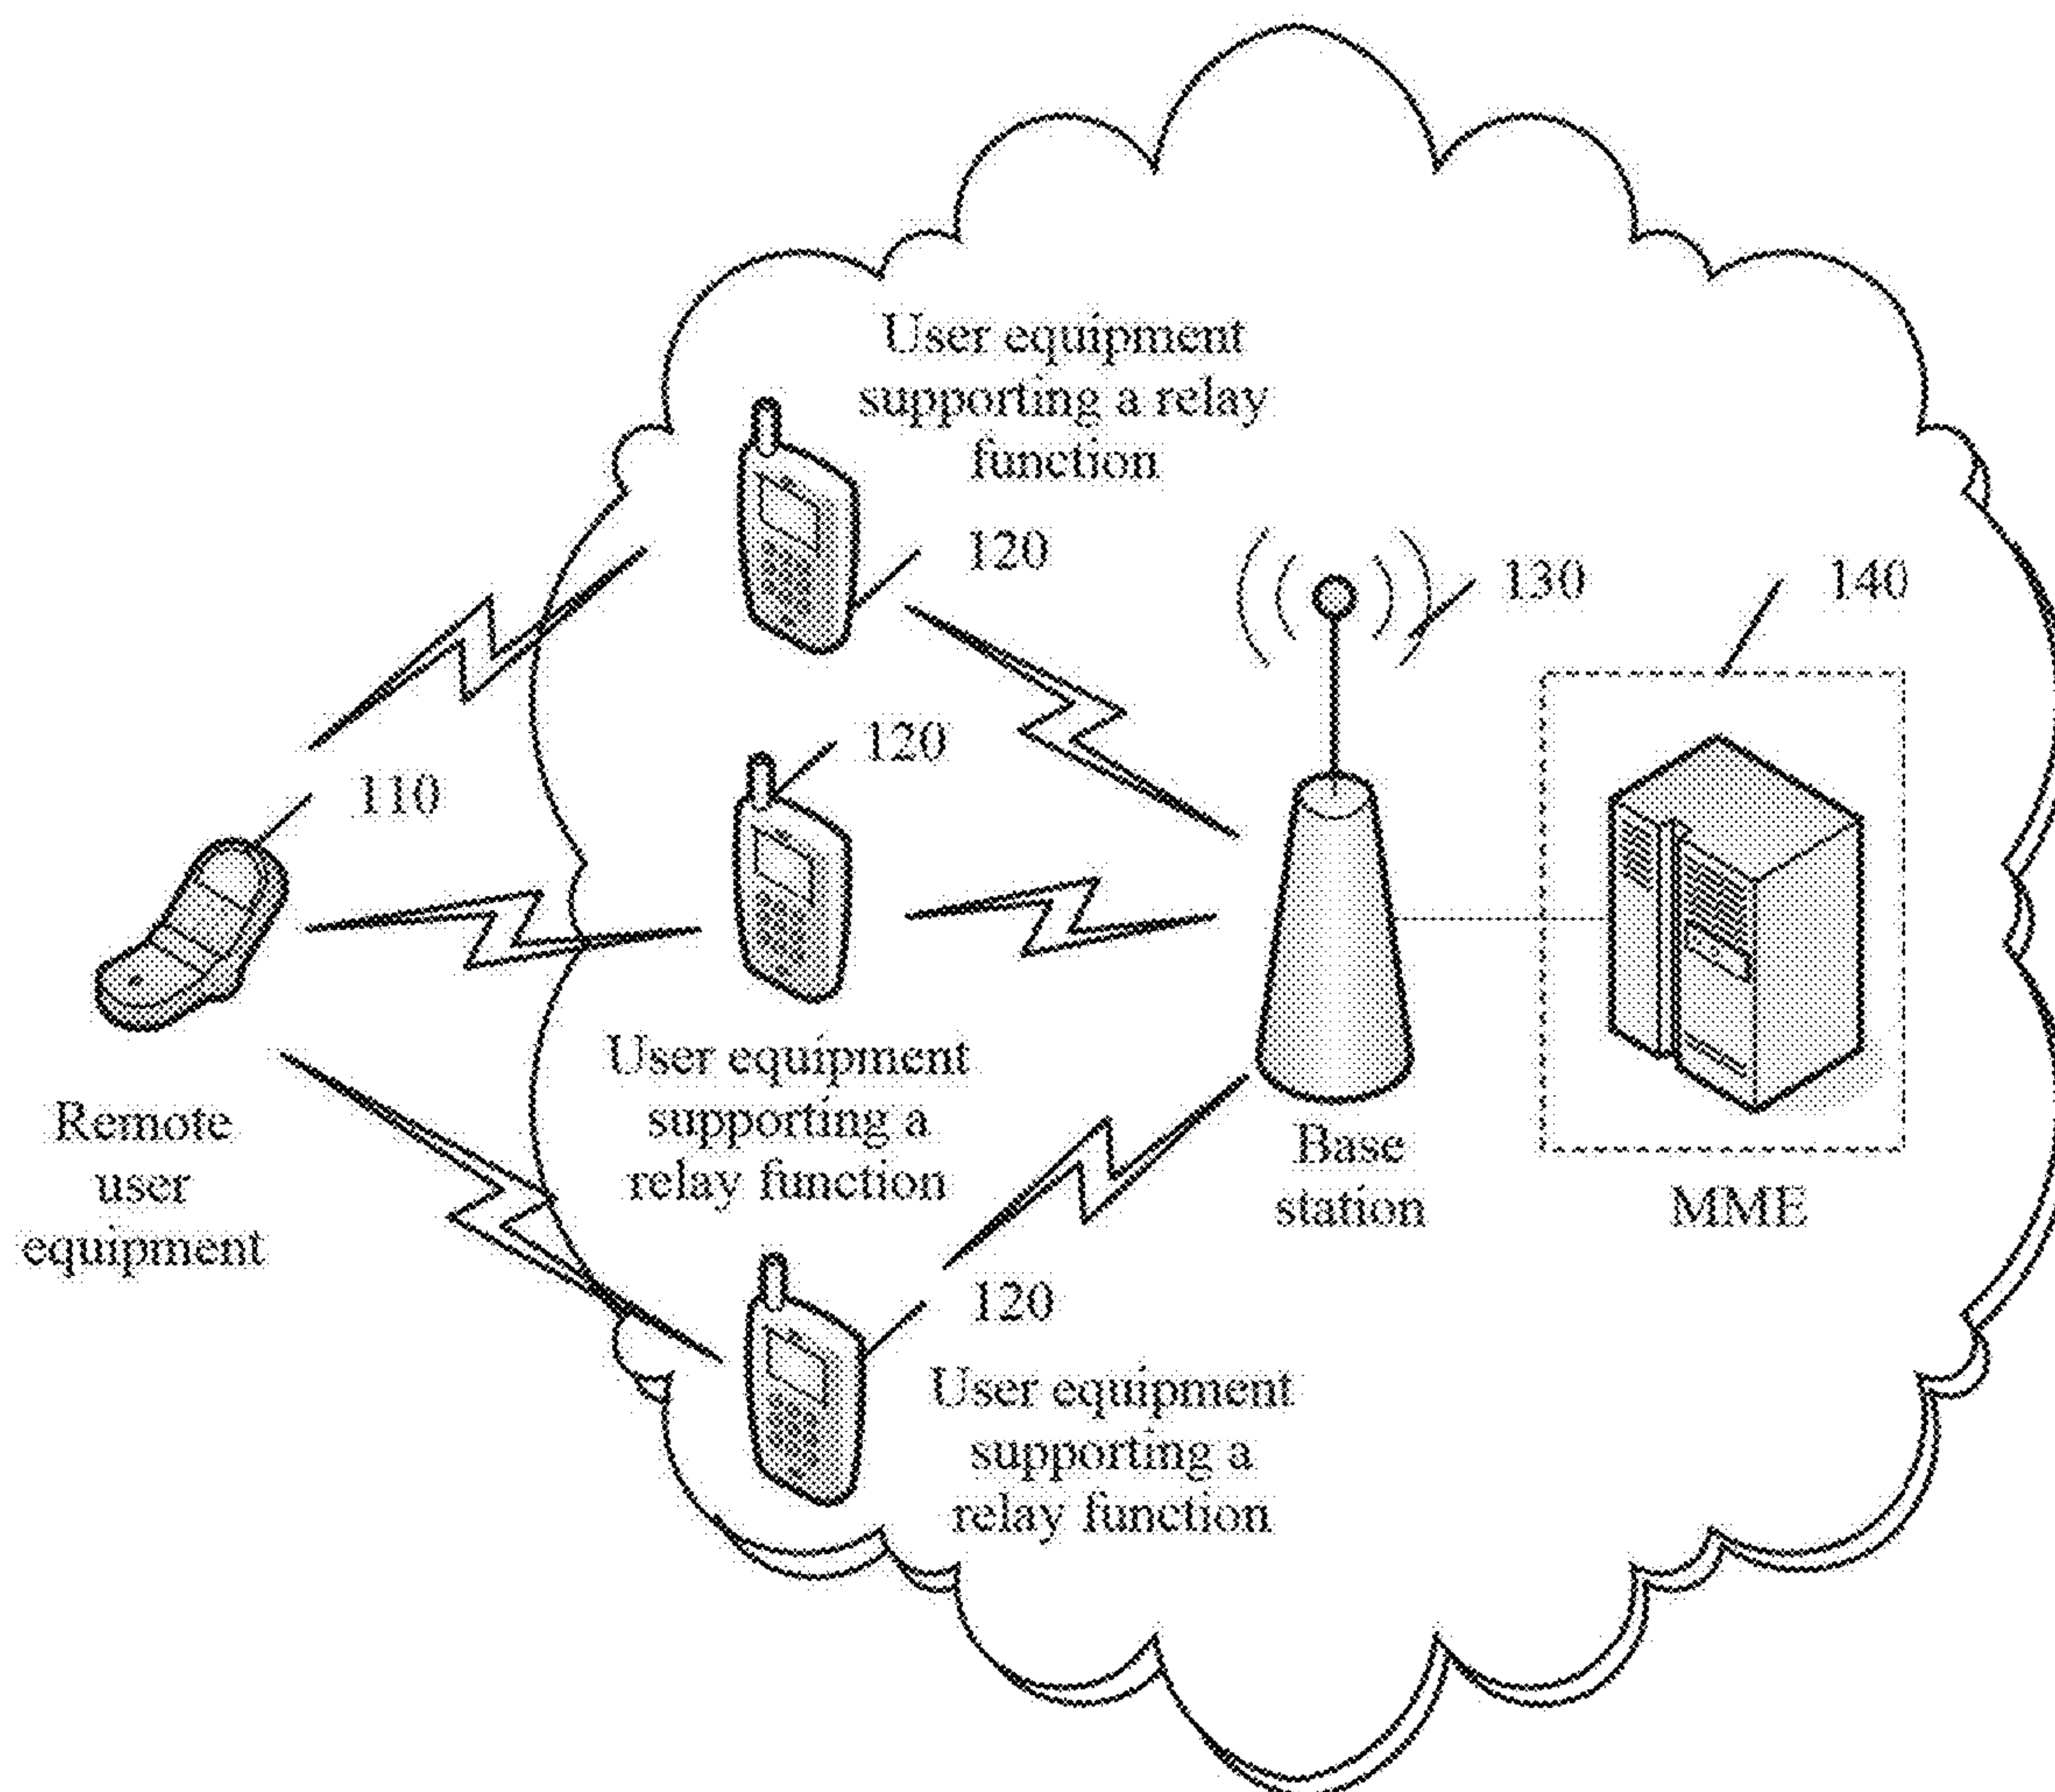 User equipment
supporting a relay
function
120
130
140
120
110
User equipment
supporting a
relay function
Remote
user
equipment
Base
station
MME
120
User equipment
supporting a
relay function